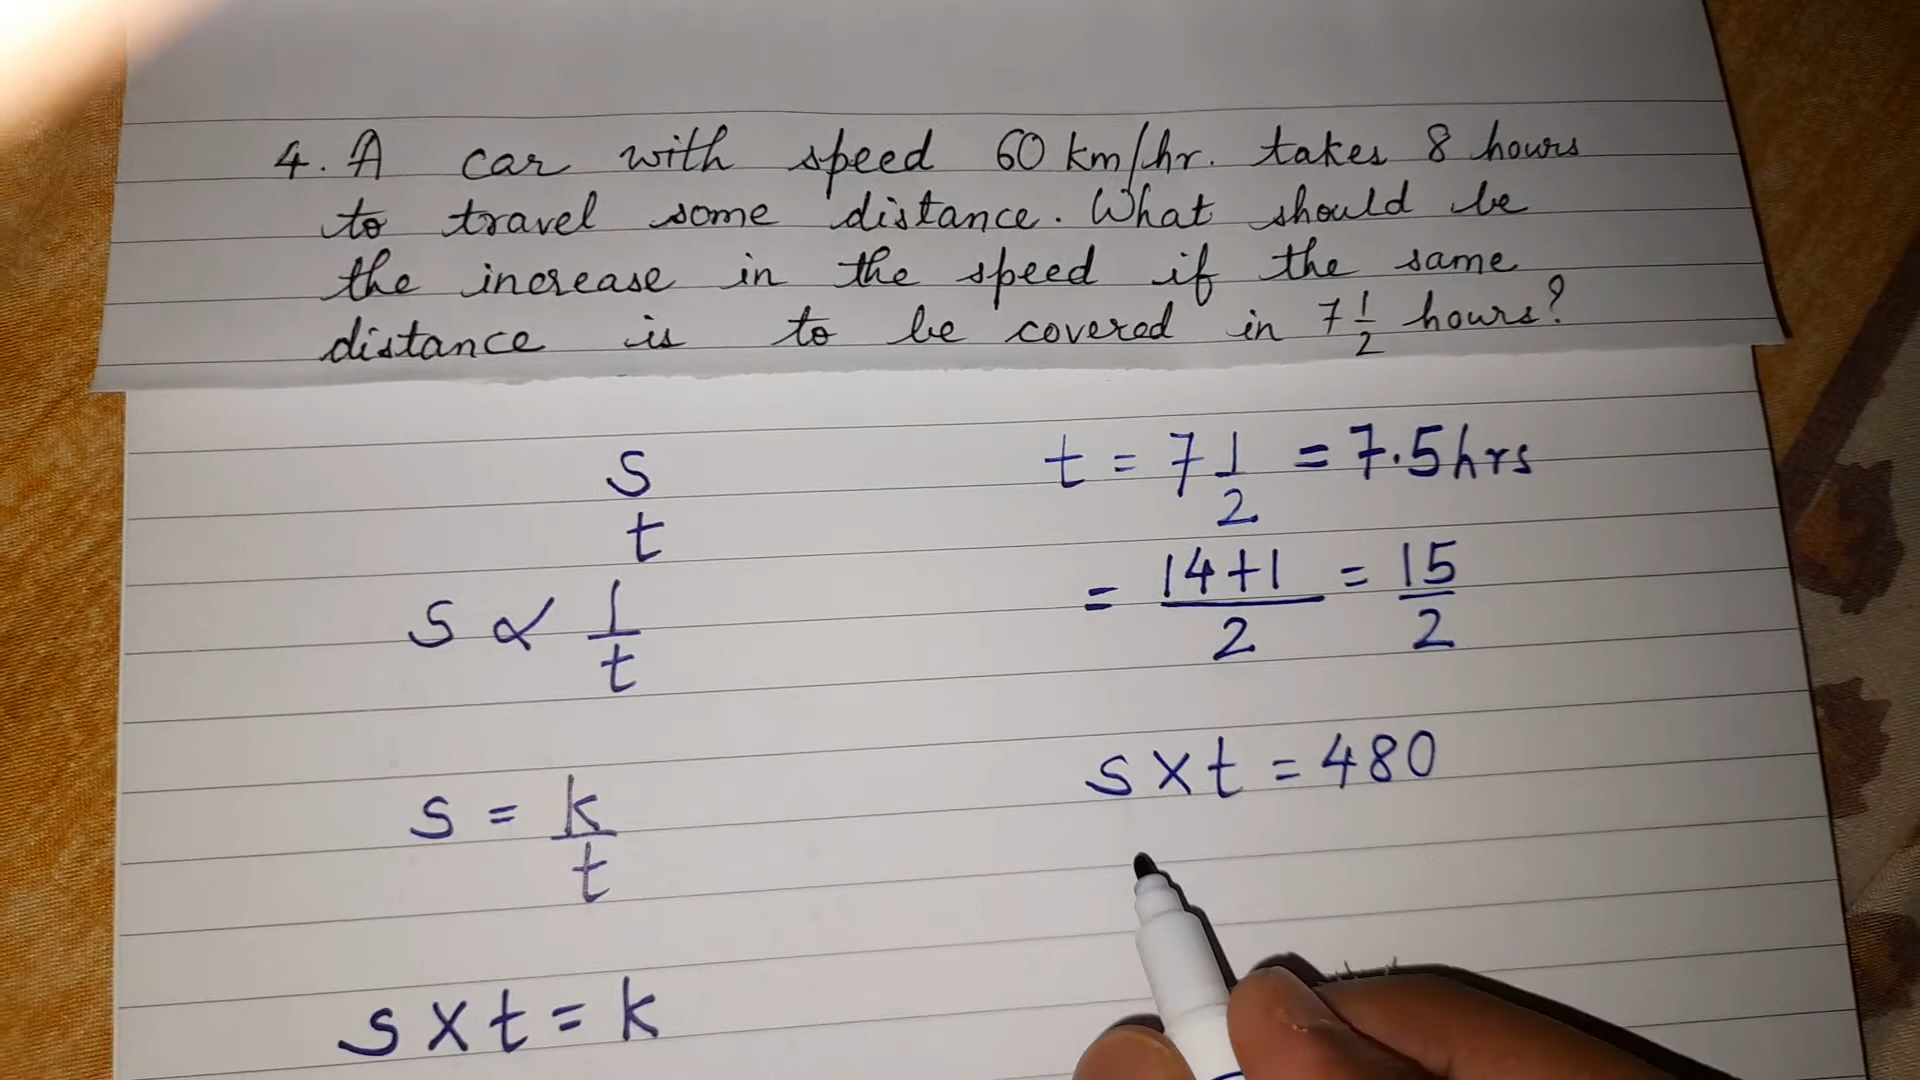 4. A car with speed 60 km/hr. takes 8 hours
to travel some distance. What should be
the increase in the speed if the same
distance is to be covered in 7 1/2 hours?
s
t
s ∝ 1/t
s = k/t
s x t = k
t = 7 1/2 = 7.5 hrs
= 14+1/2 = 15/2
s x t = 480